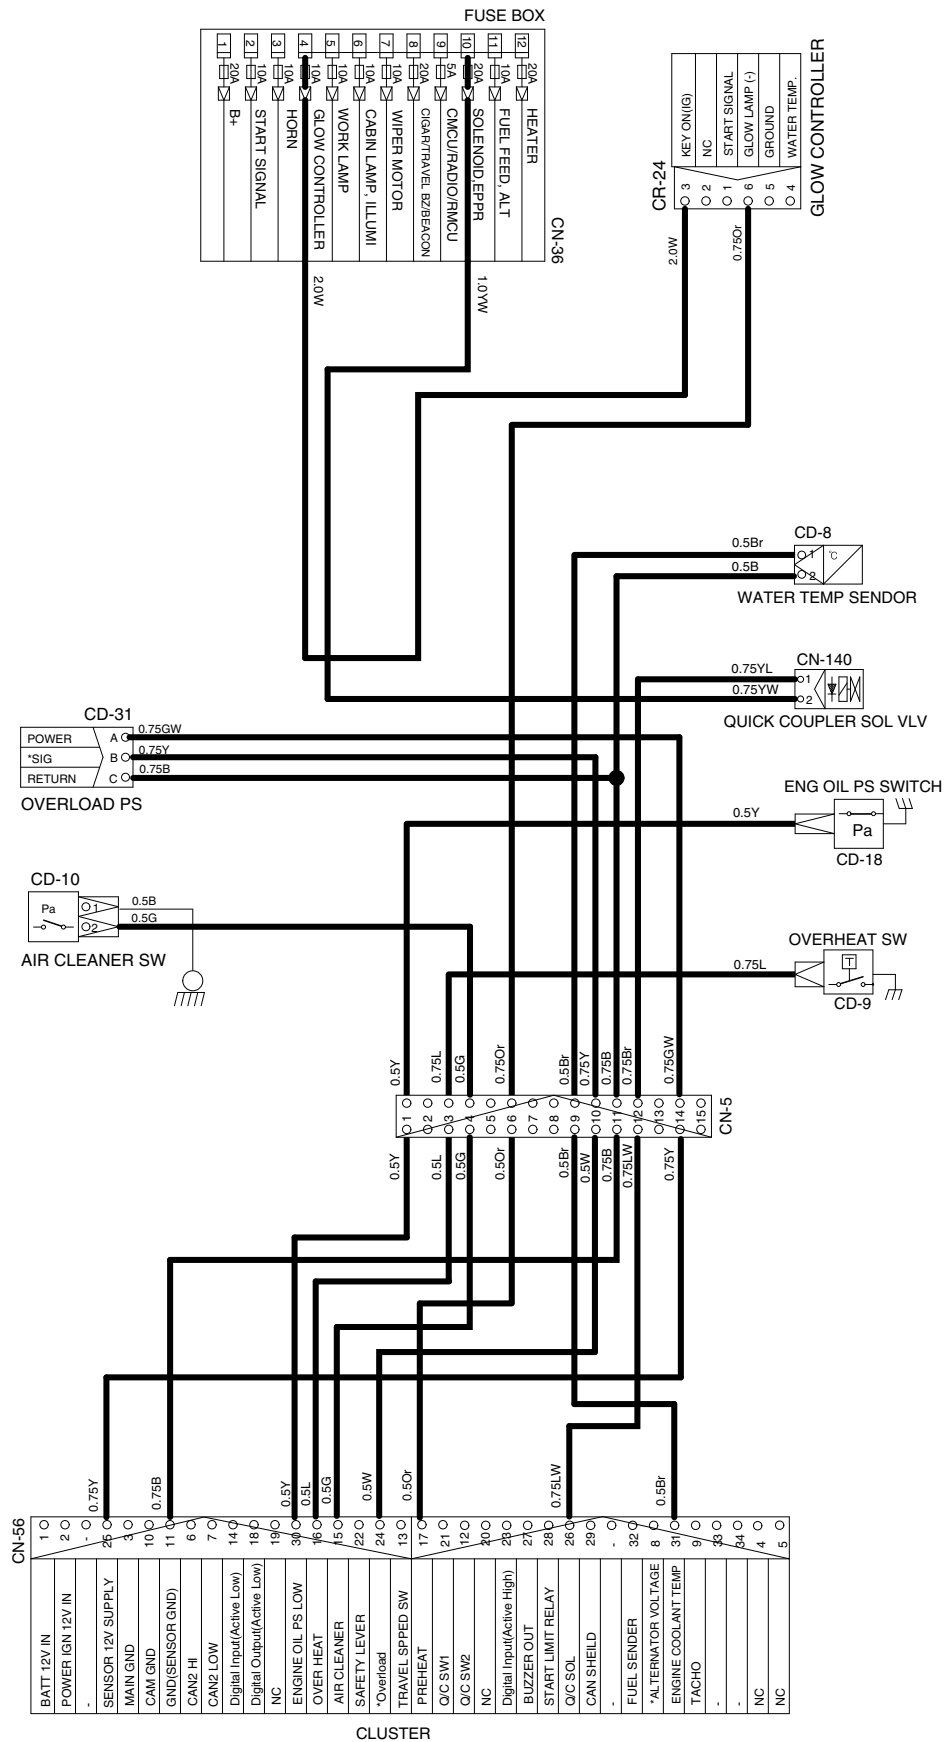 FUSE BOX
1
2
3
4
5
6
7
8
9
10
11
12
20A
10A
10A
10A
10A
10A
10A
20A
5A
20A
10A
20A
B+
START SIGNAL
HORN
GLOW CONTROLLER
WORK LAMP
CABIN LAMP, ILLUMI
WIPER MOTOR
CIGAR/TRAVEL BZ/BEACON
CMCU/RADIO/RMCU
SOLENOID,EPPR
FUEL FEED, ALT
HEATER
CN-36
2.0W
1.0YW
KEY ON(IG)
NC
START SIGNAL
GLOW LAMP (-)
GROUND
WATER TEMP.
3
2
1
6
5
4
CR-24
GLOW CONTROLLER
2.0W
0.75Or
CD-8
0.5Br
0.5B
1
2
°C
WATER TEMP SENDOR
CN-140
0.75YL
0.75YW
1
2
QUICK COUPLER SOL VLV
CD-31
POWER
*SIG
RETURN
A
B
C
0.75GW
0.75Y
0.75B
OVERLOAD PS
ENG OIL PS SWITCH
0.5Y
Pa
CD-18
CD-10
Pa
1
2
0.5B
0.5G
AIR CLEANER SW
OVERHEAT SW
0.75L
T
CD-9
0.5Y
0.75L
0.5G
0.75Or
0.5Br
0.75Y
0.75B
0.75Br
0.75GW
1
2
3
4
5
6
7
8
9
10
11
12
13
14
15
CN-5
0.5Y
0.5L
0.5G
0.5Or
0.5Br
0.5W
0.75B
0.75LW
0.75Y
0.75Y
0.75B
0.5Y
0.5L
0.5G
0.5W
0.5Or
0.75LW
0.5Br
CN-56
1
2
-
25
3
10
11
6
7
14
18
19
30
16
15
22
24
13
17
21
12
20
23
27
28
26
29
-
32
8
31
9
33
34
4
5
BATT 12V IN
POWER IGN 12V IN
-
SENSOR 12V SUPPLY
MAIN GND
CAM GND
GND(SENSOR GND)
CAN2 HI
CAN2 LOW
Digital Input(Active Low)
Digital Output(Active Low)
NC
ENGINE OIL PS LOW
OVER HEAT
AIR CLEANER
SAFETY LEVER
*Overload
TRAVEL SPPED SW
PREHEAT
Q/C SW1
Q/C SW2
NC
Digital Input(Active High)
BUZZER OUT
START LIMIT RELAY
Q/C SOL
CAN SHEILD
-
FUEL SENDER
*ALTERNATOR VOLTAGE
ENGINE COOLANT TEMP
TACHO
-
-
NC
NC
CLUSTER